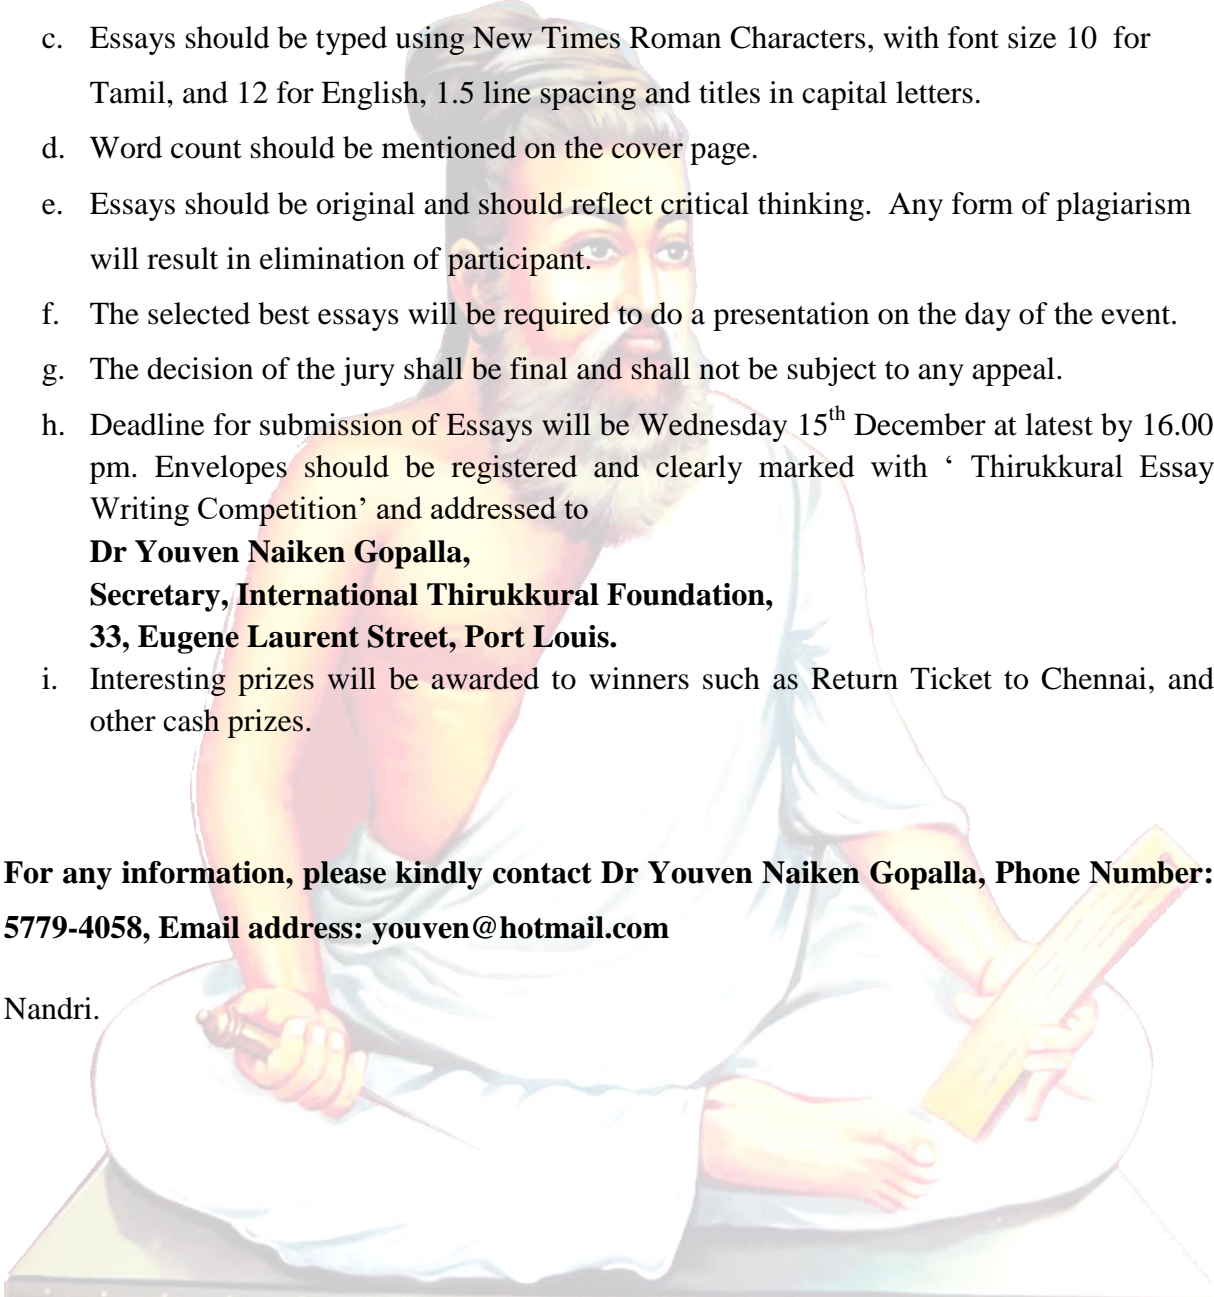 c. Essays should be typed using New Times Roman Characters, with font size 10 for
Tamil, and 12 for English, 1.5 line spacing and titles in capital letters.
d. Word count should be mentioned on the cover page.
e. Essays should be original and should reflect critical thinking. Any form of plagiarism
will result in elimination of participant.
f. The selected best essays will be required to do a presentation on the day of the event.
g. The decision of the jury shall be final and shall not be subject to any appeal.
h. Deadline for submission of Essays will be Wednesday 15th December at latest by 16.00
pm. Envelopes should be registered and clearly marked with ‘ Thirukkural Essay
Writing Competition’ and addressed to
Dr Youven Naiken Gopalla,
Secretary, International Thirukkural Foundation,
33, Eugene Laurent Street, Port Louis.
i. Interesting prizes will be awarded to winners such as Return Ticket to Chennai, and
other cash prizes.
For any information, please kindly contact Dr Youven Naiken Gopalla, Phone Number:
5779-4058, Email address: youven@hotmail.com
Nandri.